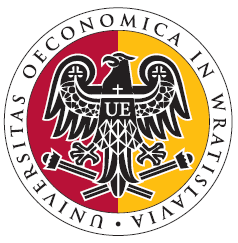 UNIVERSITAS OECONOMICA IN WRATISLAVIA •
UE